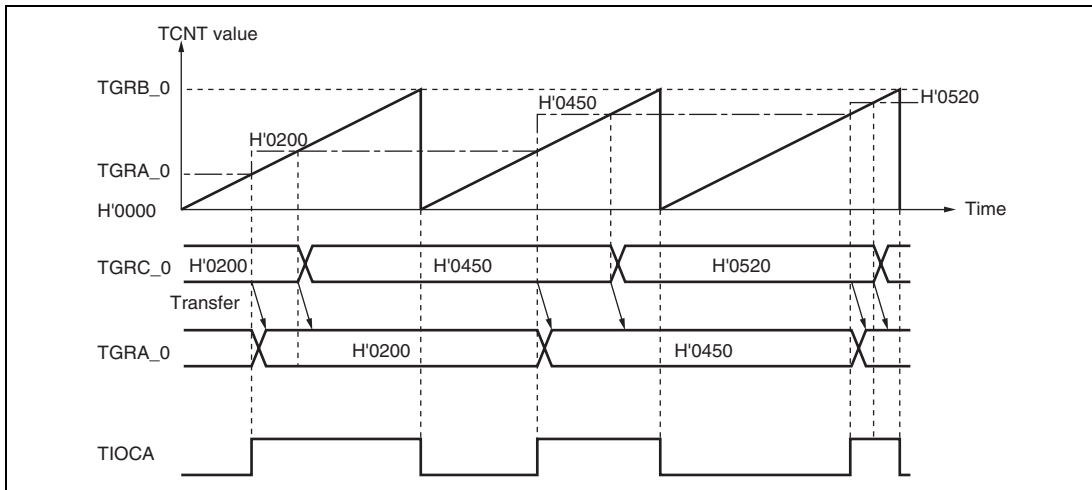 TCNT value
TGRB_0
H'0450
H'0520
H'0200
TGRA_0
H'0000
Time
TGRC_0
H'0200
H'0450
H'0520
Transfer
TGRA_0
H'0200
H'0450
TIOCA